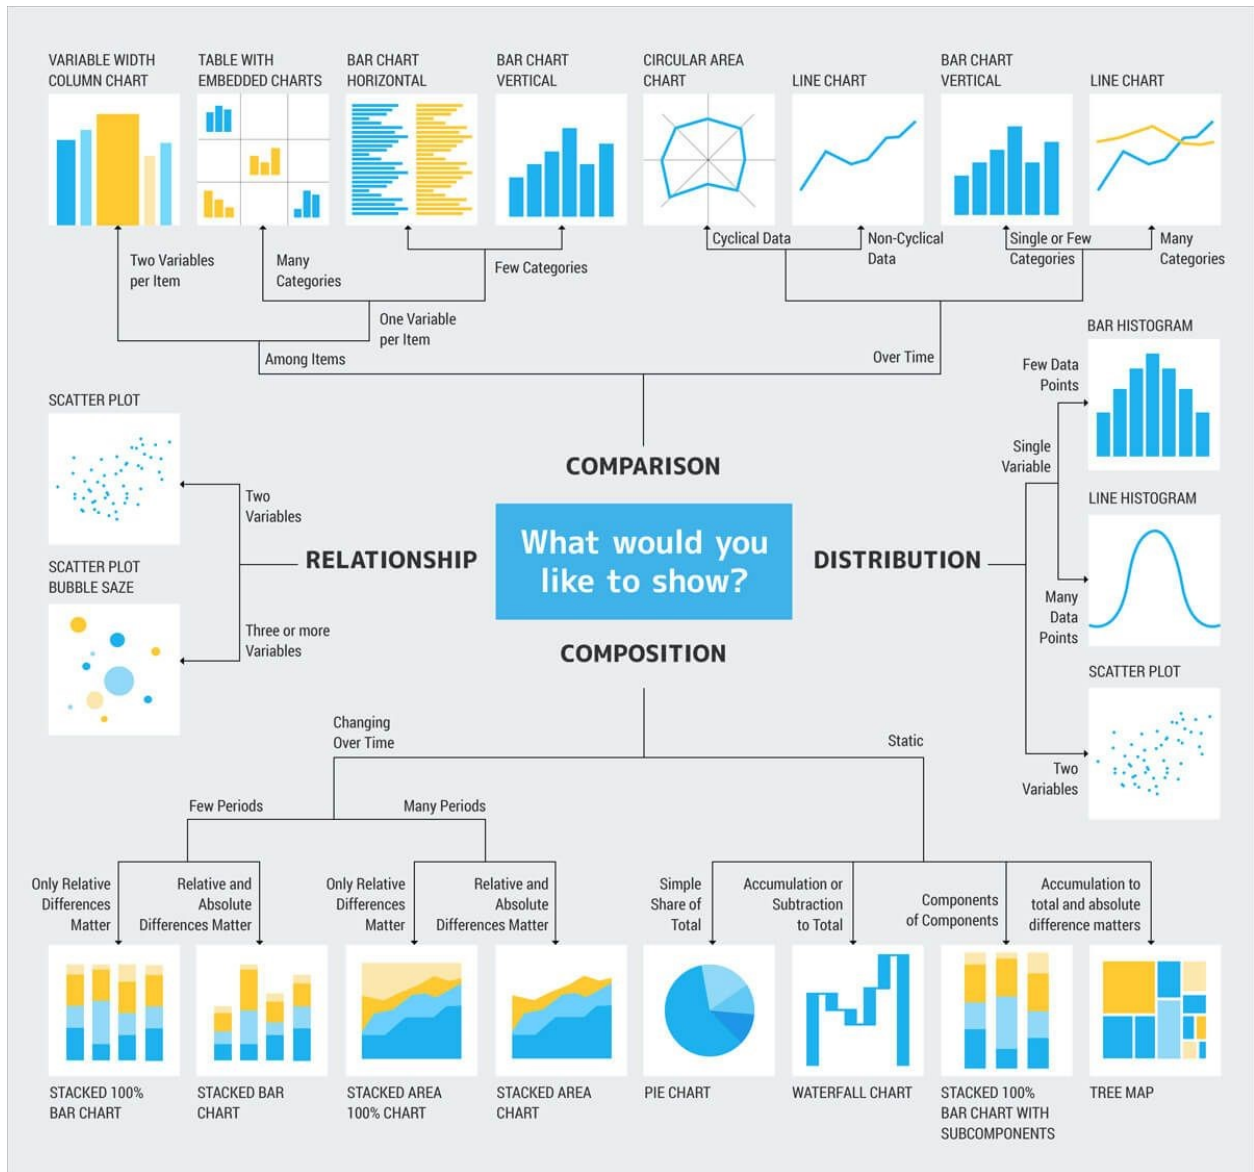 VARIABLE WIDTH
COLUMN CHART
TABLE WITH
EMBEDDED CHARTS
BAR CHART
HORIZONTAL
BAR CHART
VERTICAL
CIRCULAR AREA
CHART
LINE CHART
BAR CHART
VERTICAL
LINE CHART
Two Variables
per Item
Many
Categories
Few Categories
Cyclical Data
Non-Cyclical
Data
Single or Few
Categories
Many
Categories
One Variable
per Item
Among Items
Over Time
BAR HISTOGRAM
Few Data
Points
SCATTER PLOT
COMPARISON
Single
Variable
Two
Variables
LINE HISTOGRAM
What would you
like to show?
RELATIONSHIP
DISTRIBUTION
SCATTER PLOT
BUBBLE SAZE
Many
Data
Points
Three or more
Variables
COMPOSITION
SCATTER PLOT
Changing
Over Time
Static
Two
Variables
Few Periods
Many Periods
Only Relative
Differences
Matter
Relative and
Absolute
Differences Matter
Only Relative
Differences
Matter
Relative and
Absolute
Differences Matter
Simple
Share of
Total
Accumulation or
Subtraction
to Total
Components
of Components
Accumulation to
total and absolute
difference matters
STACKED 100%
BAR CHART
STACKED BAR
CHART
STACKED AREA
100% CHART
STACKED AREA
CHART
PIE CHART
WATERFALL CHART
STACKED 100%
BAR CHART WITH
SUBCOMPONENTS
TREE MAP